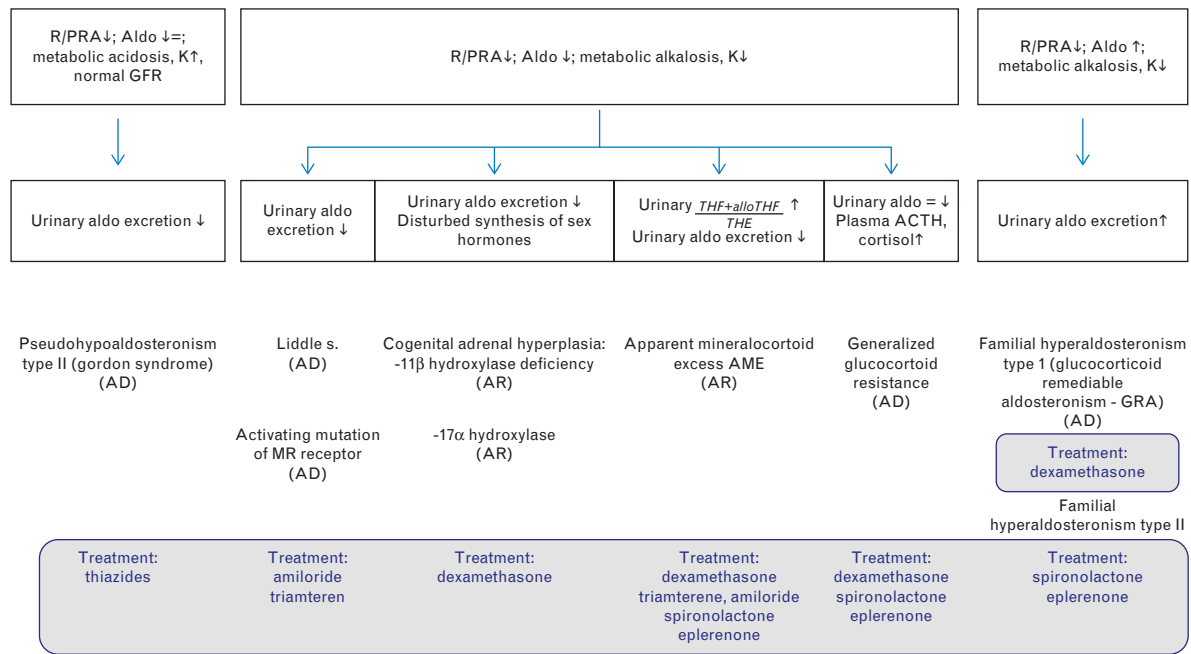 R/PRA↓; Aldo ↓=;
metabolic acidosis, K↑,
normal GFR
R/PRA↓; Aldo ↓; metabolic alkalosis, K↓
R/PRA↓; Aldo ↑;
metabolic alkalosis, K↓
Urinary aldo excretion ↓
Urinary aldo
excretion ↓
Urinary aldo excretion ↓
Disturbed synthesis of sex
hormones
Urinary THF+alloTHF ↑
THE
Urinary aldo excretion ↓
Urinary aldo = ↓
Plasma ACTH,
cortisol↑
Urinary aldo excretion↑
Pseudohypoaldosteronism
type II (gordon syndrome)
(AD)
Liddle s.
(AD)
Activating mutation
of MR receptor
(AD)
Cogenital adrenal hyperplasia:
-11β hydroxylase deficiency
(AR)
-17α hydroxylase
(AR)
Apparent mineralocortoid
excess AME
(AR)
Generalized
glucocortoid
resistance
(AD)
Familial hyperaldosteronism
type 1 (glucocorticoid
remediable
aldosteronism - GRA)
(AD)
Treatment:
dexamethasone
Familial
hyperaldosteronism type II
Treatment:
thiazides
Treatment:
amiloride
triamteren
Treatment:
dexamethasone
Treatment:
dexamethasone
triamterene, amiloride
spironolactone
eplerenone
Treatment:
dexamethasone
spironolactone
eplerenone
Treatment:
spironolactone
eplerenone